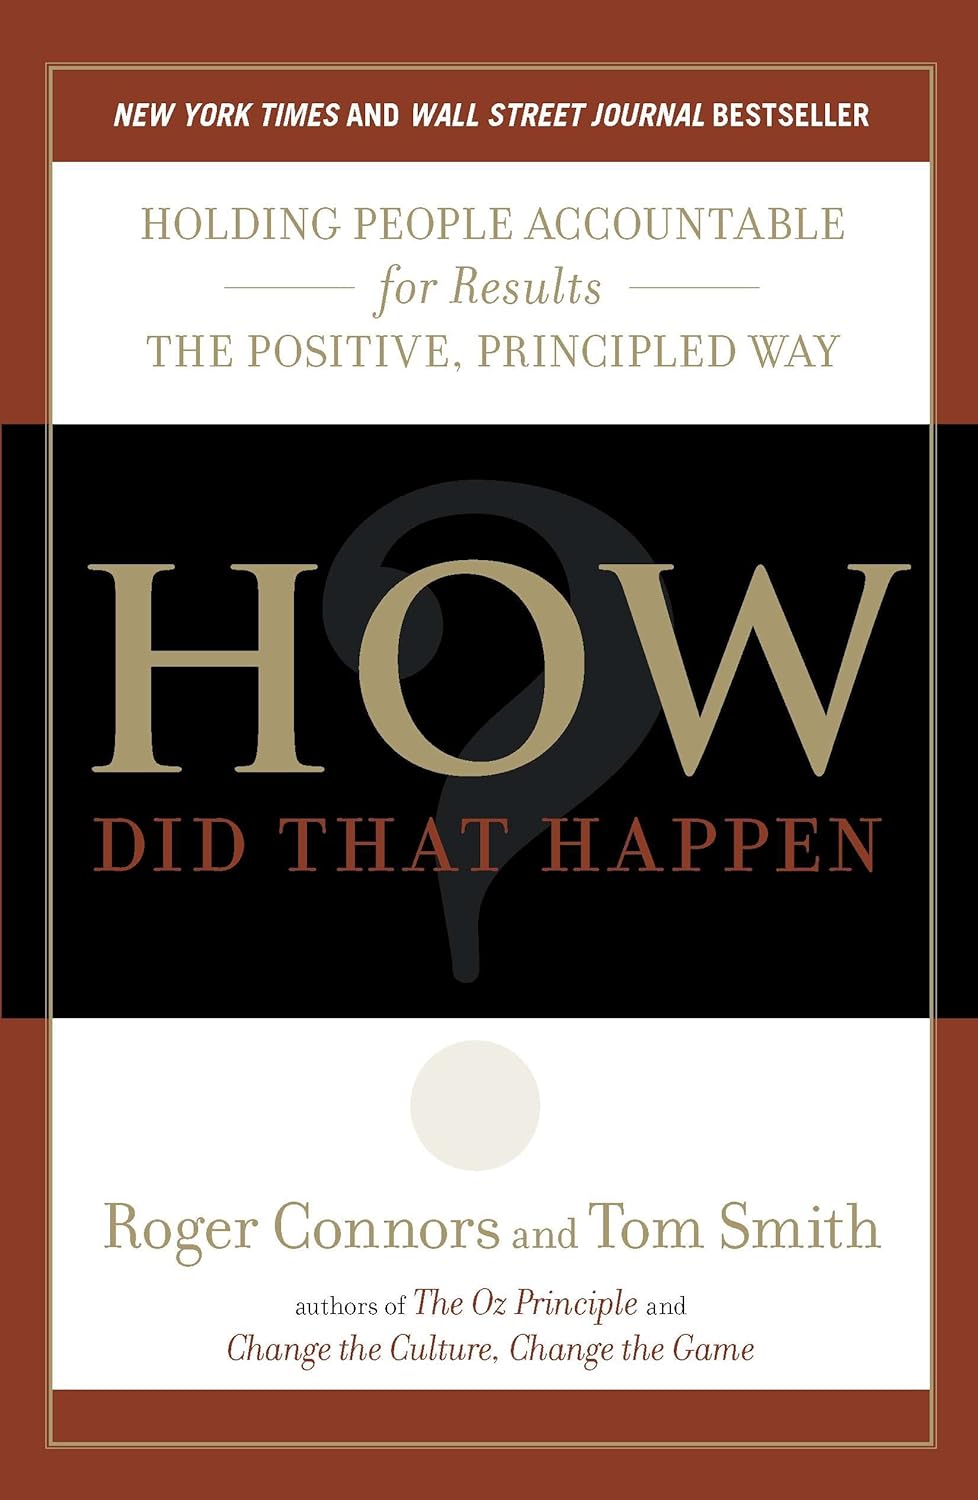 NEW YORK TIMES AND WALL STREET JOURNAL BESTSELLER
HOLDING PEOPLE ACCOUNTABLE
for Results
THE POSITIVE, PRINCIPLED WAY
?
HOW
DID THAT HAPPEN
Roger Connors and Tom Smith
authors of The Oz Principle and
Change the Culture, Change the Game